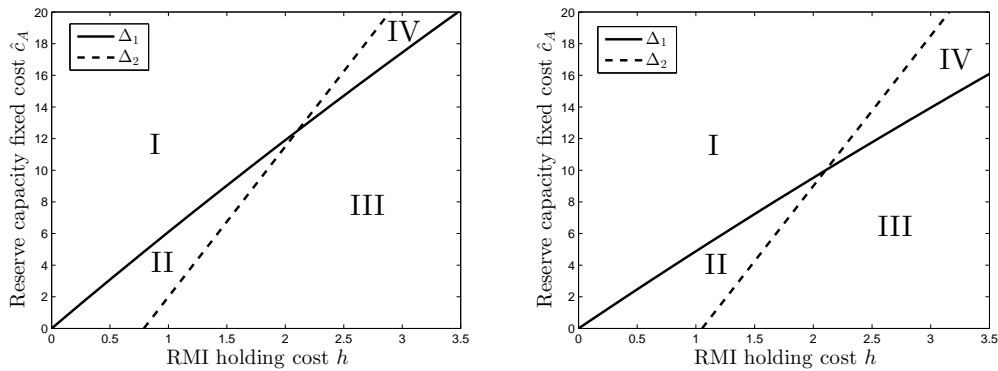 Reserve capacity fixed cost ĉ_A
20
18
16
14
12
10
8
6
4
2
0
Δ₁
Δ₂
I
II
III
IV
0 0.5 1 1.5 2 2.5 3 3.5
RMI holding cost h
Reserve capacity fixed cost ĉ_A
20
18
16
14
12
10
8
6
4
2
0
Δ₁
Δ₂
I
II
III
IV
0 0.5 1 1.5 2 2.5 3 3.5
RMI holding cost h